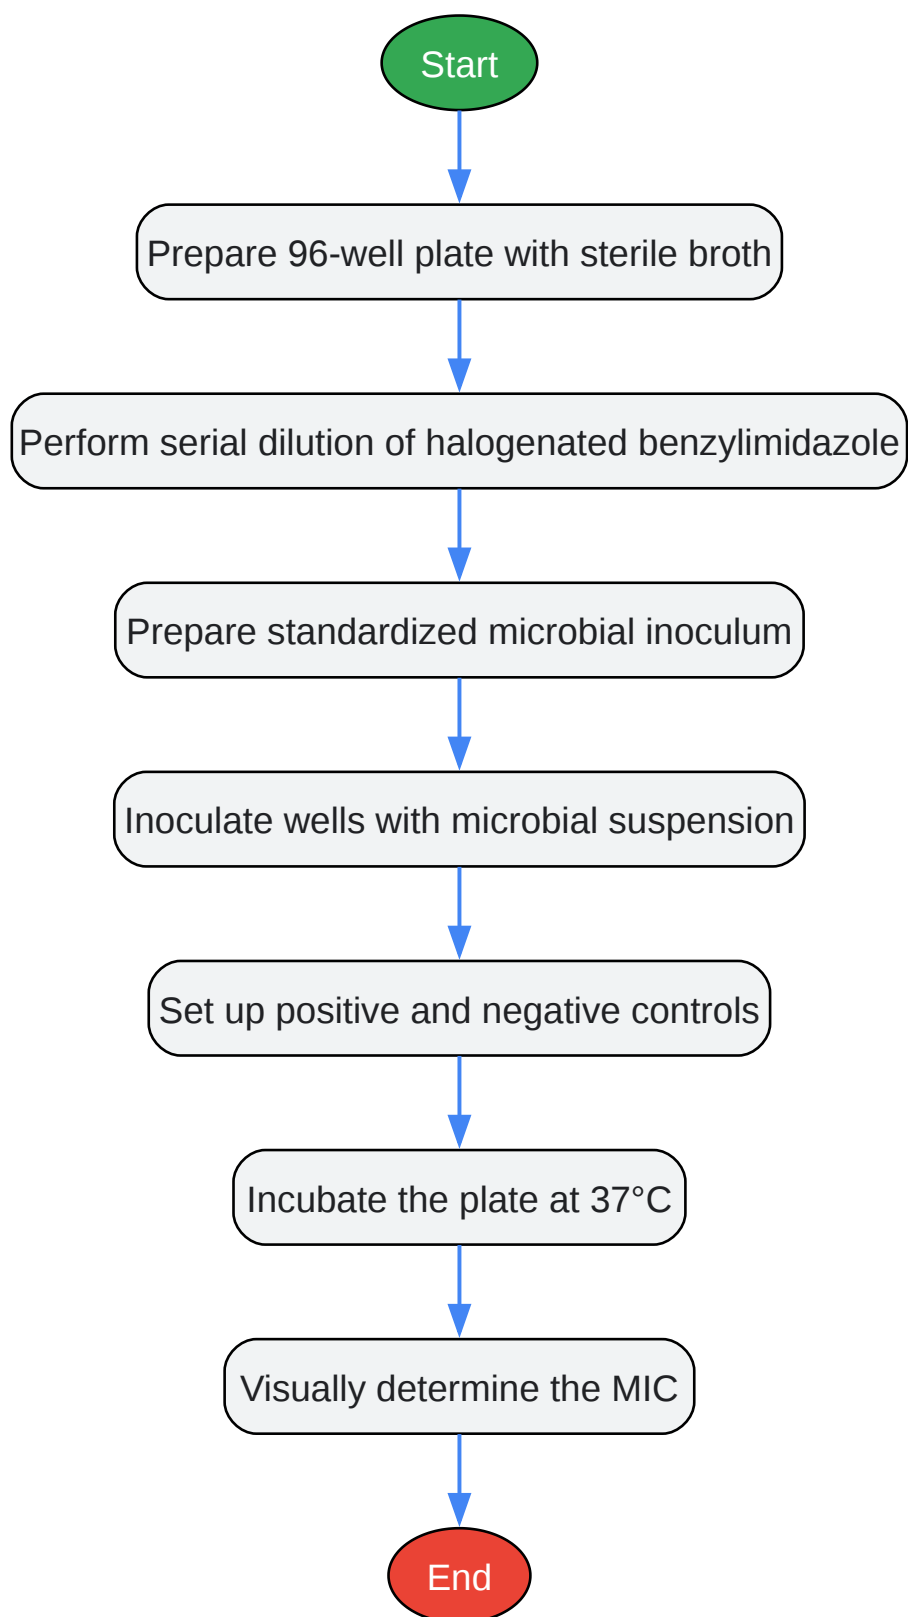 Start
Prepare 96-well plate with sterile broth
Perform serial dilution of halogenated benzylimidazole
Prepare standardized microbial inoculum
Inoculate wells with microbial suspension
Set up positive and negative controls
Incubate the plate at 37°C
Visually determine the MIC
End